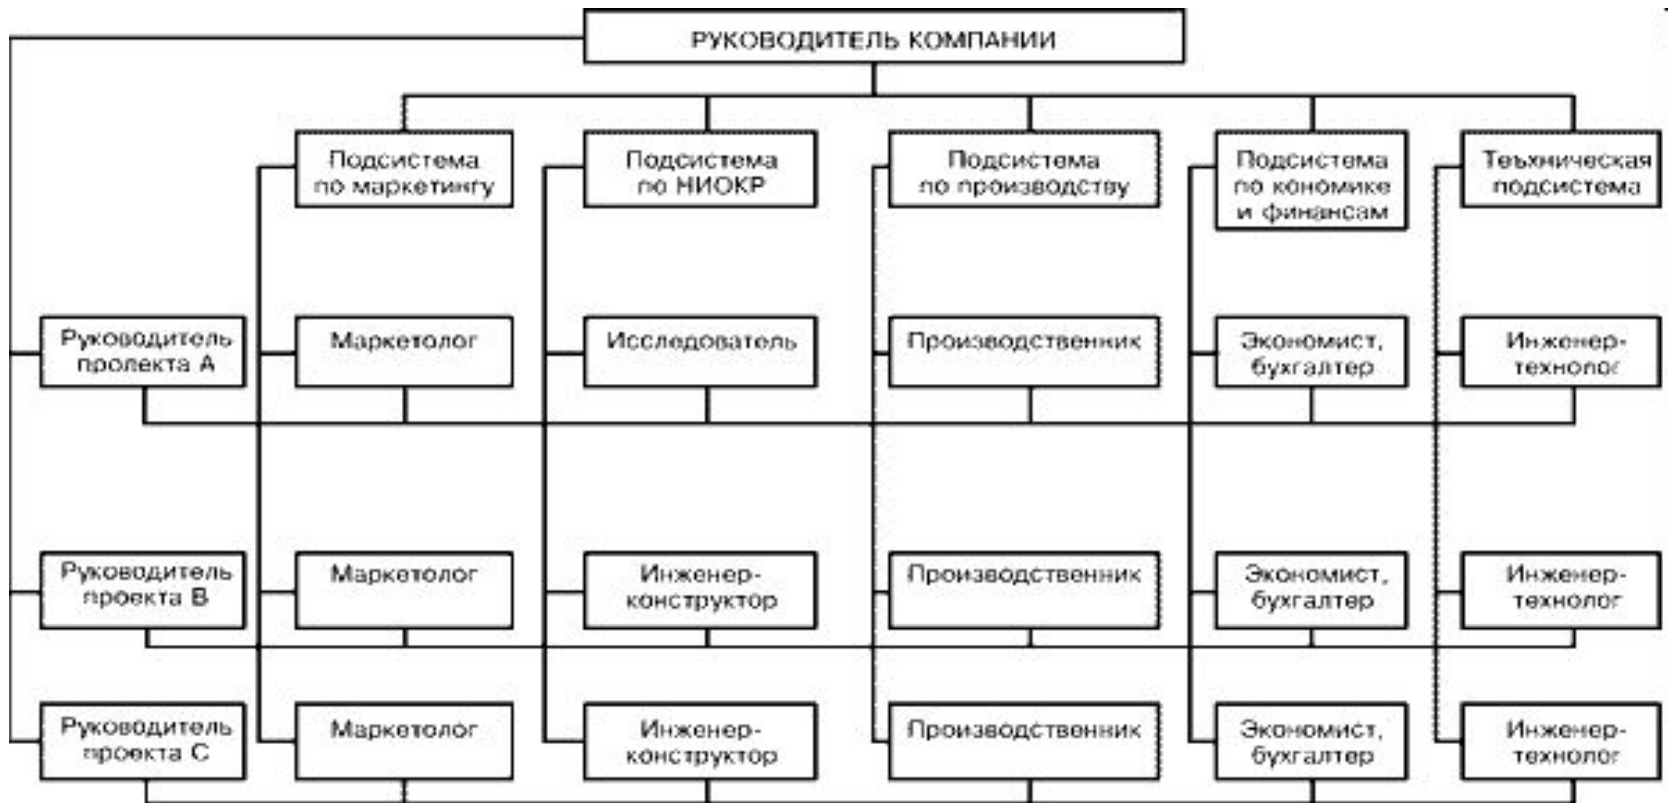 РУКОВОДИТЕЛЬ КОМПАНИИ
Подсистема
по маркетингу
Подсистема
по НИОКР
Подсистема
по производству
Подсистема
по кономике
и финансам
Теьхническая
подсистема
Руководитель
пролекта А
Маркетолог
Исследователь
Производственник
Экономист,
бухгалтер
Инженер-
технолог
Руководитель
проекта В
Маркетолог
Инженер-
конструктор
Производственник
Экономист,
бухгалтер
Инженер-
технолог
Руководитель
проекта С
Маркетолог
Инженер-
конструктор
Производственник
Экономист,
бухгалтер
Инженер-
технолог